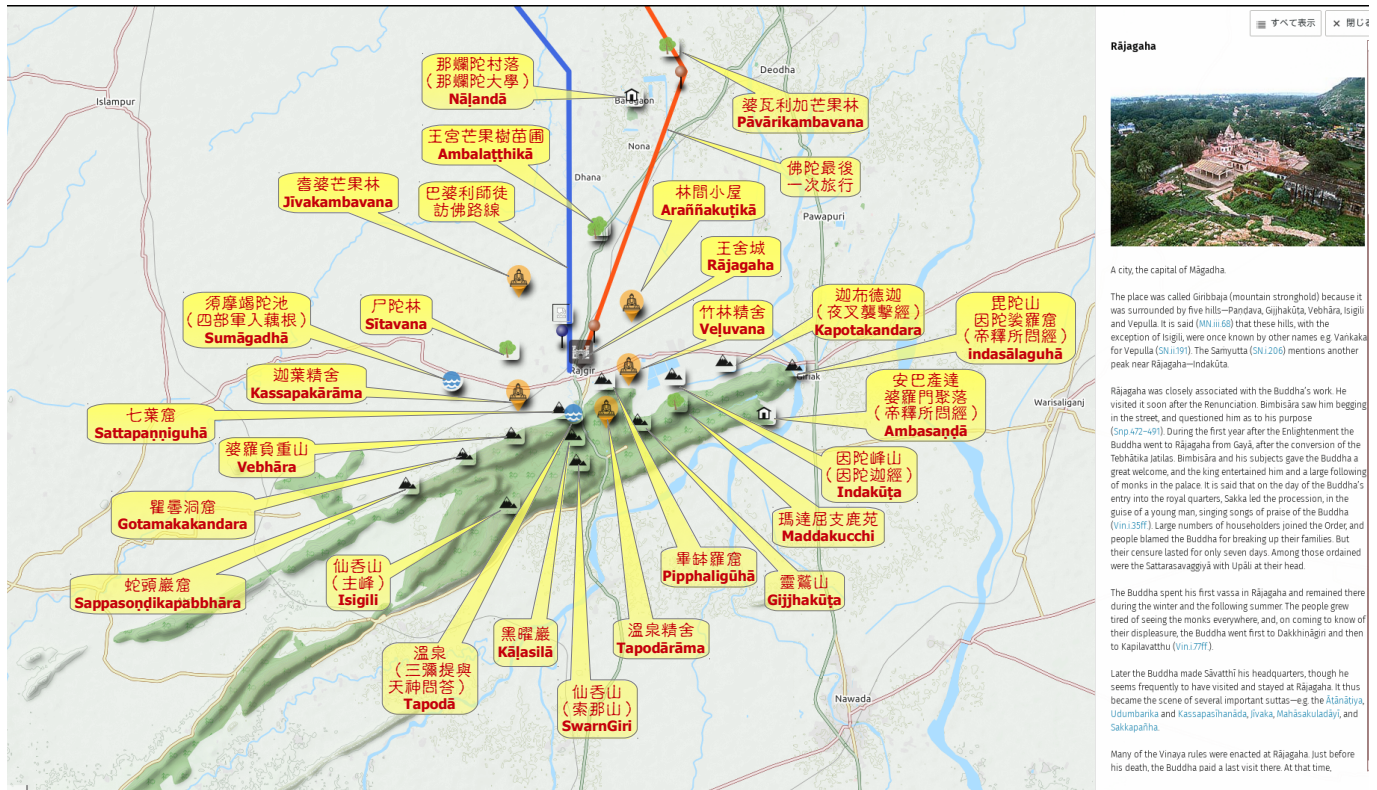 すべて表示
× 閉じる
那爛陀村落
（那爛陀大學）
Nāḷandā
王宮芒果樹苗圃
Ambalaṭṭhikā
耆婆芒果林
Jīvakambavana
巴婆利師徒
訪佛路線
婆瓦利加芒果林
Pāvārikambavana
佛陀最後
一次旅行
林間小屋
Araññakuṭikā
王舍城
Rājagaha
須摩竭陀池
（四部軍入藕根）
Sumāgadhā
尸陀林
Sītavana
竹林精舍
Veḷuvana
迦布德迦
（夜叉襲擊經）
Kapotakandara
毘陀山
因陀裟羅窟
（帝釋所問經）
indasālaguhā
迦葉精舍
Kassapakārāma
七葉窟
Sattapaṇṇiguhā
婆羅負重山
Vebhāra
安巴產達
婆羅門聚落
（帝釋所問經）
Ambasaṇḍā
因陀峰山
（因陀迦經）
Indakūṭa
瞿曇洞窟
Gotamakakandara
瑪達屈支鹿苑
Maddakucchi
蛇頭巖窟
Sappasoṇḍikapabbhāra
仙吞山
（主峰）
Isigili
畢缽羅窟
Pipphaligūhā
靈鷲山
Gijjhakūṭa
溫泉
（三彌提與
天神問答）
Tapodā
黑曜巖
Kāḷasilā
溫泉精舍
Tapodārāma
仙吞山
（索那山）
SwarnGiri
Islampur
Deodha
Baragaon
Nona
Dhana
Pawapuri
Rajgir
Giriak
Warisaliganj
Nawada
Rājagaha
A city, the capital of Māgadha.
The place was called Giribbaja (mountain stronghold) because it
was surrounded by five hills—Paṇḍava, Gijjhakūṭa, Vebhāra, Isigili
and Vepulla. It is said (MN.iii.68) that these hills, with the
exception of Isigili, were once known by other names e.g. Vaṅkaka
for Vepulla (SN.ii.191). The Saṁyutta (SN.i.206) mentions another
peak near Rājagaha—Indakūṭa.
Rājagaha was closely associated with the Buddha's work. He
visited it soon after the Renunciation. Bimbisāra saw him begging
in the street, and questioned him as to his purpose
(Snp.472–491). During the first year after the Enlightenment the
Buddha went to Rājagaha from Gayā, after the conversion of the
Tebhātika Jatilas. Bimbisāra and his subjects gave the Buddha a
great welcome, and the king entertained him and a large following
of monks in the palace. It is said that on the day of the Buddha's
entry into the royal quarters, Sakka led the procession, in the
guise of a young man, singing songs of praise of the Buddha
(Vin.i.35ff.). Large numbers of householders joined the Order, and
people blamed the Buddha for breaking up their families. But
their censure lasted for only seven days. Among those ordained
were the Sattarasavaggiyā with Upāli at their head.
The Buddha spent his first vassa in Rājagaha and remained there
during the winter and the following summer. The people grew
tired of seeing the monks everywhere, and, on coming to know of
their displeasure, the Buddha went first to Dakkhiṇāgiri and then
to Kapilavatthu (Vin.i.77ff).
Later the Buddha made Sāvatthī his headquarters, though he
seems frequently to have visited and stayed at Rājagaha. It thus
became the scene of several important suttas—e.g. the Āṭānāṭiya,
Udumbarika and Kassapasīhanāda, Jīvaka, Mahāsakuladāyī, and
Sakkapañha.
Many of the Vinaya rules were enacted at Rājagaha. Just before
his death, the Buddha paid a last visit there. At that time,